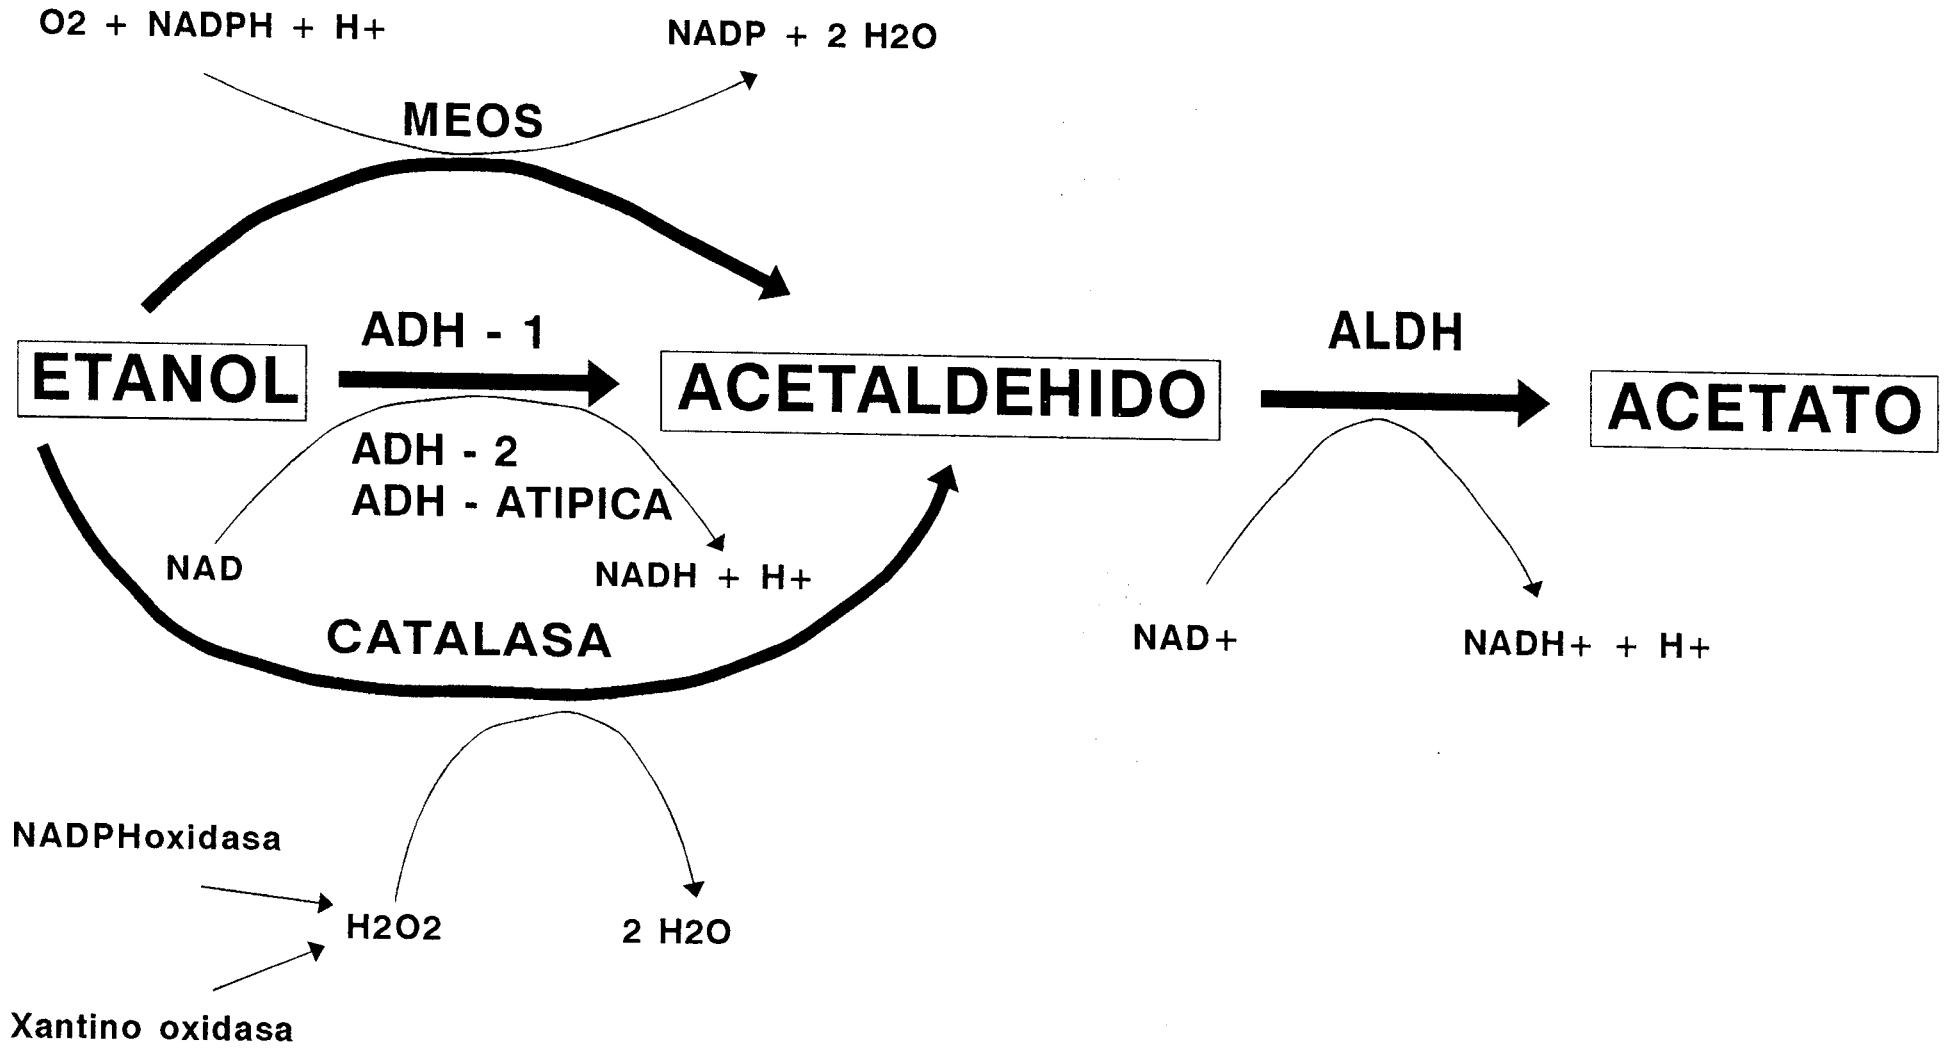 O2 + NADPH + H+
NADP + 2 H2O
MEOS
ADH - 1
ALDH
ETANOL
ACETALDEHIDO
ACETATO
ADH - 2
ADH - ATIPICA
NAD
NADH + H+
CATALASA
NAD+
NADH+ + H+
NADPHoxidasa
H2O2
2 H2O
Xantino oxidasa